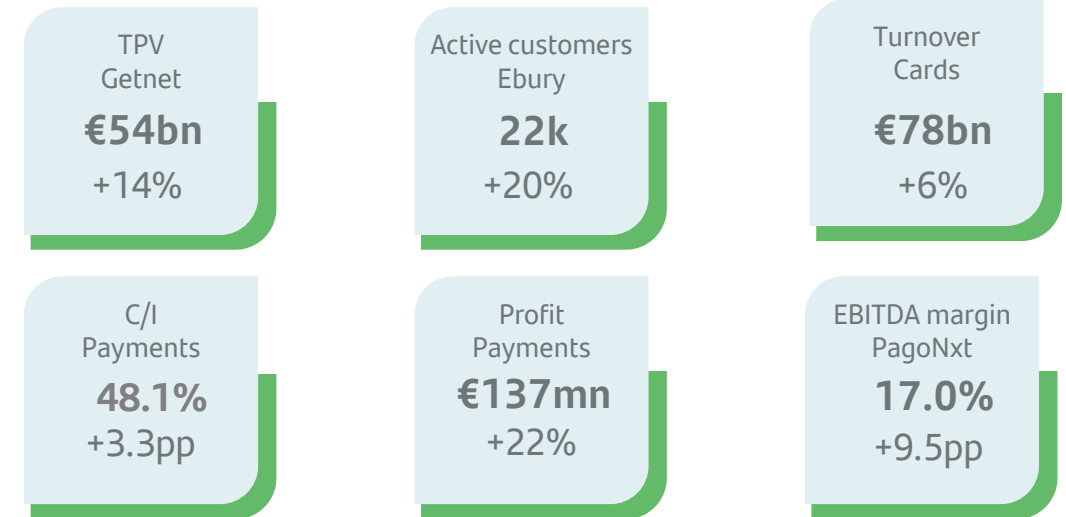 TPV
Getnet
€54bn
+14%
Active customers
Ebury
22k
+20%
Turnover
Cards
€78bn
+6%
C/I
Payments
48.1%
+3.3pp
Profit
Payments
€137mn
+22%
EBITDA margin
PagoNxt
17.0%
+9.5pp